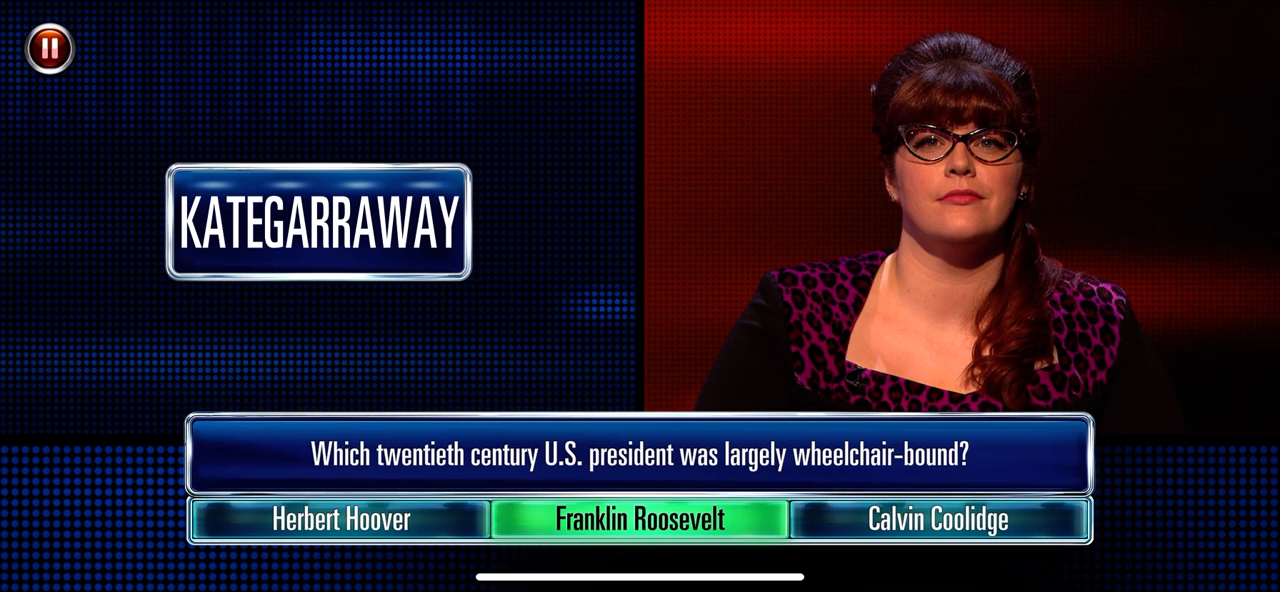 KATEGARRAWAY
Which twentieth century U.S. president was largely wheelchair-bound?
Herbert Hoover
Franklin Roosevelt
Calvin Coolidge